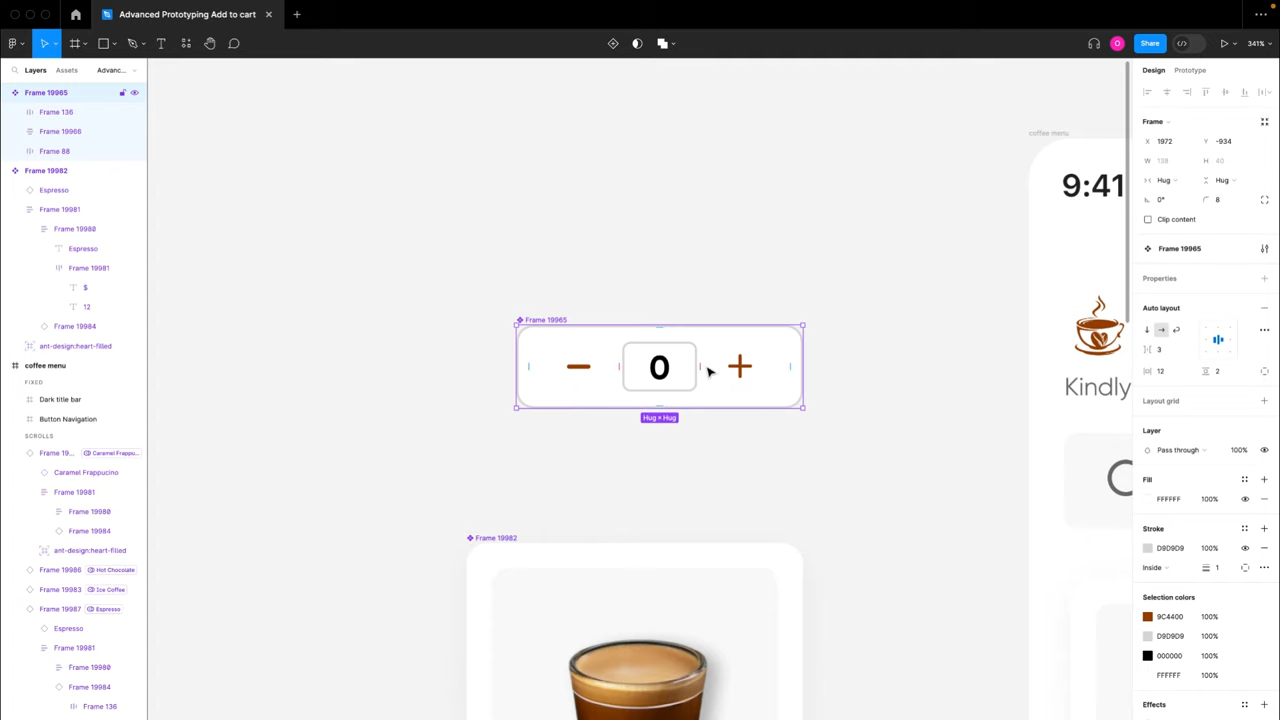 Advanced Prototyping Add to cart
Share
341%
Layers
Assets
Advanc...
Design
Prototype
Frame 19965
Frame 136
Frame 19966
Frame 88
Frame 19982
Espresso
Frame 19981
Frame 19980
Espresso
Frame 19981
$
12
Frame 19984
ant-design:heart-filled
coffee menu
FIXED
Dark title bar
Button Navigation
SCROLLS
Frame 19... Caramel Frappu...
Caramel Frappucino
Frame 19981
Frame 19980
Frame 19984
ant-design:heart-filled
Frame 19986 Hot Chocolate
Frame 19983 Ice Coffee
Frame 19987 Espresso
Espresso
Frame 19981
Frame 19980
Frame 19984
Frame 136
Frame 19965
0
Hug × Hug
Frame 19982
coffee menu
9:41
Kindly
Frame
X 1972 Y -934
W 138 H 40
Hug Hug
0° 8
Clip content
Frame 19965
Properties
Auto layout
3
12 2
Layout grid
Layer
Pass through 100%
Fill
FFFFFF 100%
Stroke
D9D9D9 100%
Inside 1
Selection colors
9C4400 100%
D9D9D9 100%
000000 100%
FFFFFF 100%
Effects